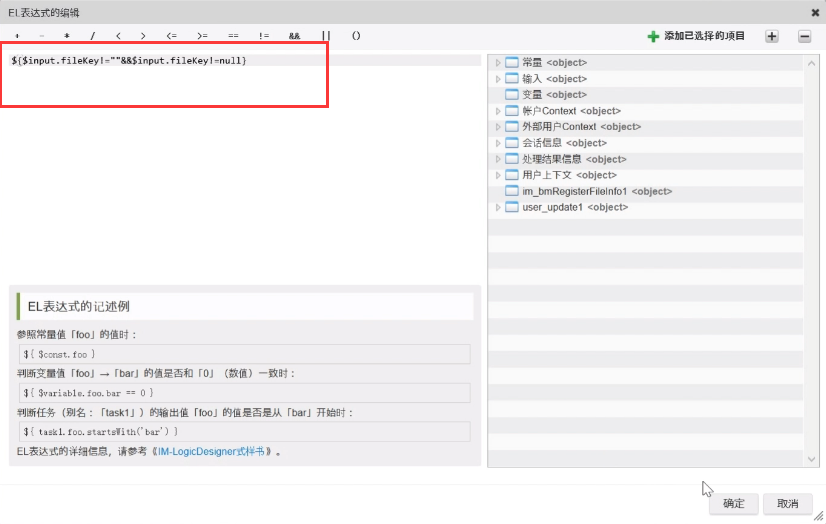 EL表达式的编辑
+ - * / < > <= >= == != && || ()
添加已选择的项目
${$input.fileKey!=""&&$input.fileKey!=null}
常量 <object>
输入 <object>
变量 <object>
帐户Context <object>
外部用户Context <object>
会话信息 <object>
处理结果信息 <object>
用户上下文 <object>
im_bmRegisterFileInfo1 <object>
user_update1 <object>
EL表达式的记述例
参照常量值「foo」的值时：
${ $const.foo }
判断变量值「foo」→「bar」的值是否和「0」（数值）一致时：
${ $variable.foo.bar == 0 }
判断任务（别名：「task1」）的输出值「foo」的值是否是从「bar」开始时：
${ task1.foo.startsWith('bar') }
EL表达式的详细信息，请参考《IM-LogicDesigner式样书》。
确定
取消